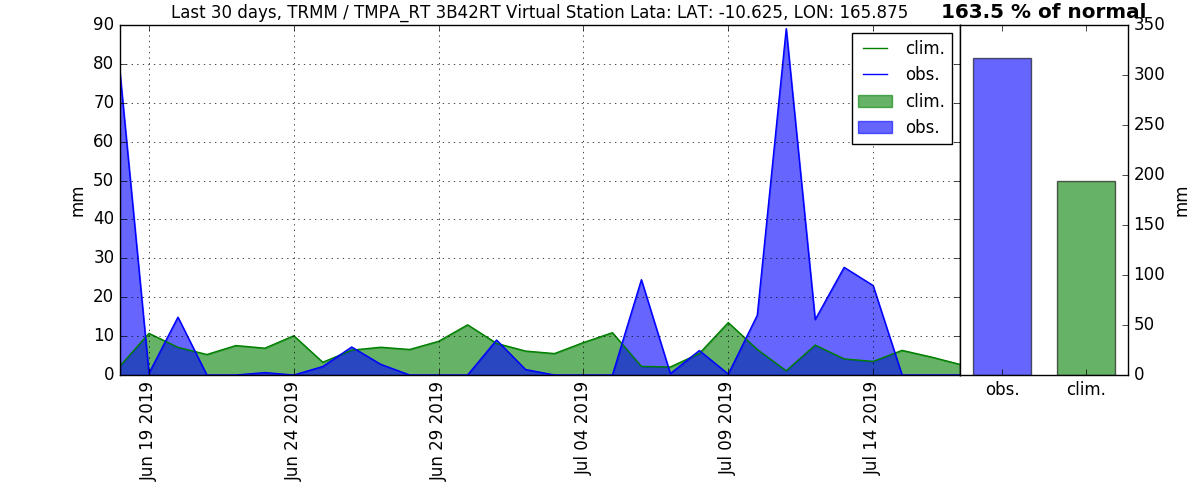 Last 30 days, TRMM / TMPA_RT 3B42RT Virtual Station Lata: LAT: -10.625, LON: 165.875
163.5 % of normal
90
80
70
60
50
40
30
20
10
0
mm
clim.
obs.
clim.
obs.
Jun 19 2019
Jun 24 2019
Jun 29 2019
Jul 04 2019
Jul 09 2019
Jul 14 2019
350
300
250
200
150
100
50
0
mm
obs.
clim.